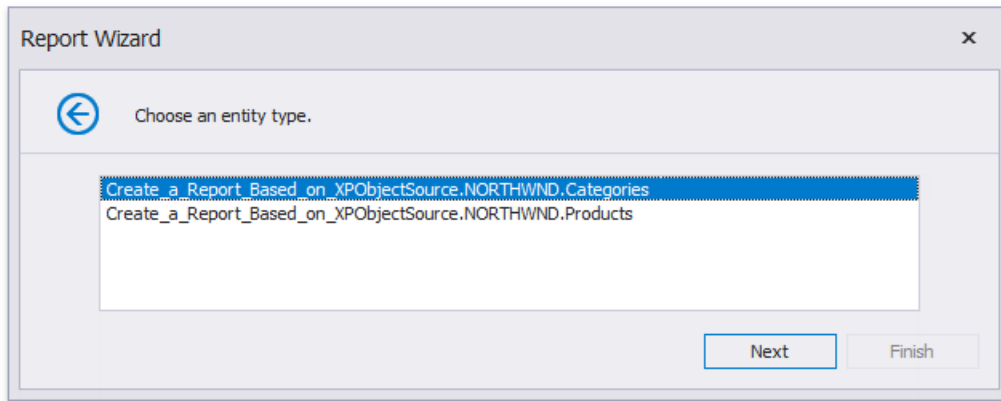 Report Wizard
Choose an entity type.
Create_a_Report_Based_on_XPObjectSource.NORTHWND.Categories
Create_a_Report_Based_on_XPObjectSource.NORTHWND.Products
Next Finish